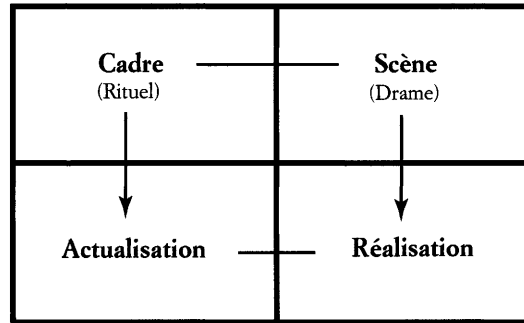 Cadre
Scène
(Rituel)
(Drame)
Actualisation
Réalisation